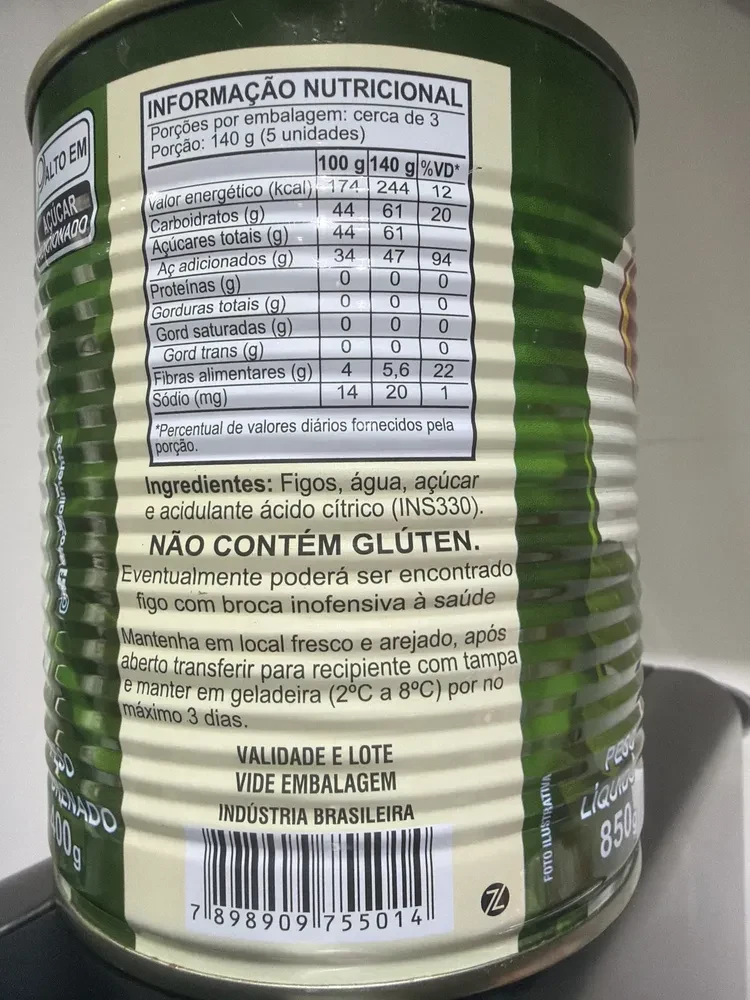 ALTO EM
AÇÚCAR
INFORMAÇÃO NUTRICIONAL
Porções por embalagem: cerca de 3
Porção: 140 g (5 unidades)
100 g 140 g %VD*
Valor energético (kcal) 174 244 12
Carboidratos (g) 44 61 20
Açúcares totais (g) 44 61
Aç adicionados (g) 34 47 94
Proteínas (g) 0 0 0
Gorduras totais (g) 0 0 0
Gord saturadas (g) 0 0 0
Gord trans (g) 0 0 0
Fibras alimentares (g) 4 5,6 22
Sódio (mg) 14 20 1
*Percentual de valores diários fornecidos pela
porção.
Ingredientes: Figos, água, açúcar
e acidulante ácido cítrico (INS330).
NÃO CONTÉM GLÚTEN.
Eventualmente poderá ser encontrado
figo com broca inofensiva à saúde
Mantenha em local fresco e arejado, após
aberto transferir para recipiente com tampa
e manter em geladeira (2ºC a 8ºC) por no
máximo 3 dias.
VALIDADE E LOTE
VIDE EMBALAGEM
INDÚSTRIA BRASILEIRA
7 898909 755014
FOTO ILUSTRATIVA
PESO
LÍQUIDO
850g